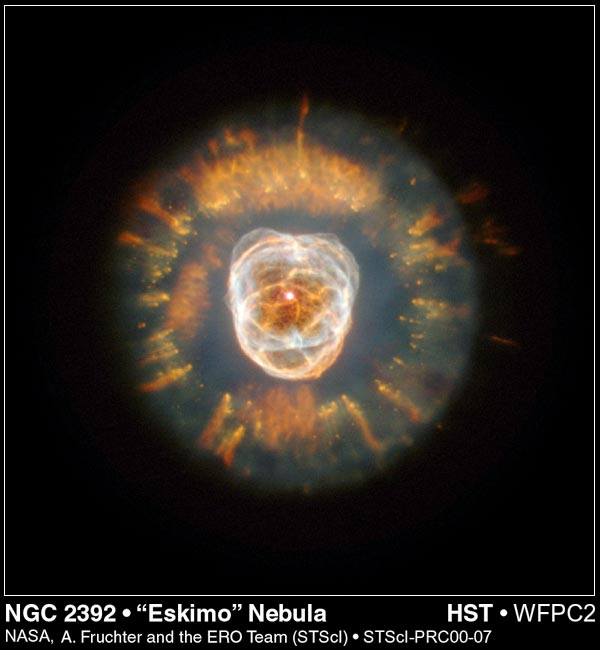 NGC 2392 • “Eskimo” Nebula HST • WFPC2
NASA, A. Fruchter and the ERO Team (STScI) • STScI-PRC00-07